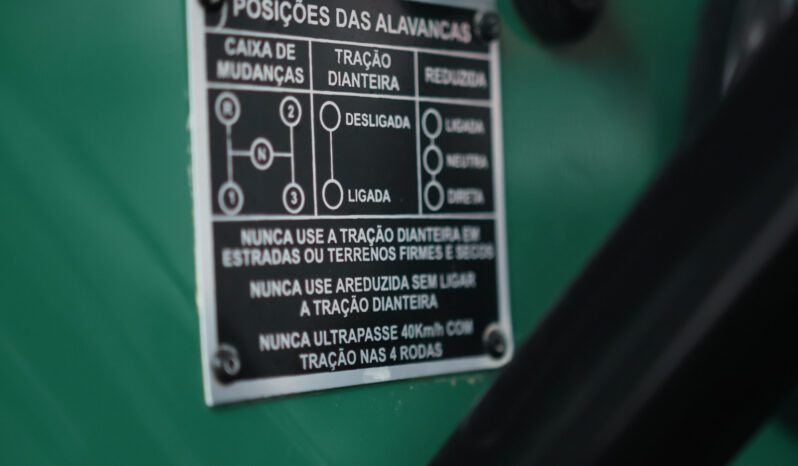 POSIÇÕES DAS ALAVANCAS
CAIXA DE
MUDANÇAS
TRAÇÃO
DIANTEIRA
REDUZIDA
R 2
N
1 3
DESLIGADA
LIGADA
LIGADA
NEUTRA
DIRETA
NUNCA USE A TRAÇÃO DIANTEIRA EM
ESTRADAS OU TERRENOS FIRMES E SECOS
NUNCA USE AREDUZIDA SEM LIGAR
A TRAÇÃO DIANTEIRA
NUNCA ULTRAPASSE 40Km/h COM
TRAÇÃO NAS 4 RODAS